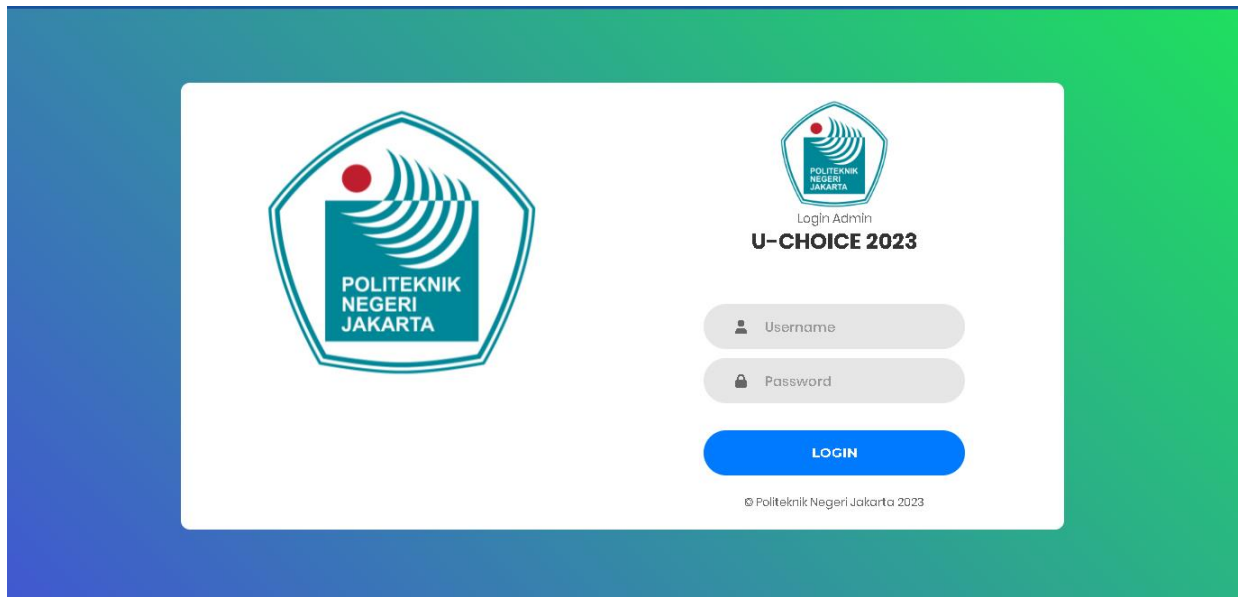 POLITEKNIK
NEGERI
JAKARTA
POLITEKNIK
NEGERI
JAKARTA
Login Admin
U-CHOICE 2023
Username
Password
LOGIN
© Politeknik Negeri Jakarta 2023